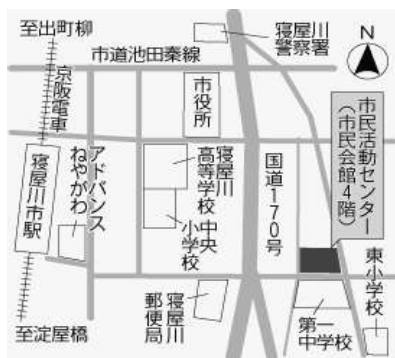 至出町柳
寝屋川
警察署
N
市道池田秦線
京阪電車
市役所
市民活動センター
(市民会館4階)
寝屋川
高等学校
アドバンス
ねやがわ
国道170号
寝屋川市駅
中央
小学校
東小学校
寝屋川
郵便局
第一
中学校
至淀屋橋